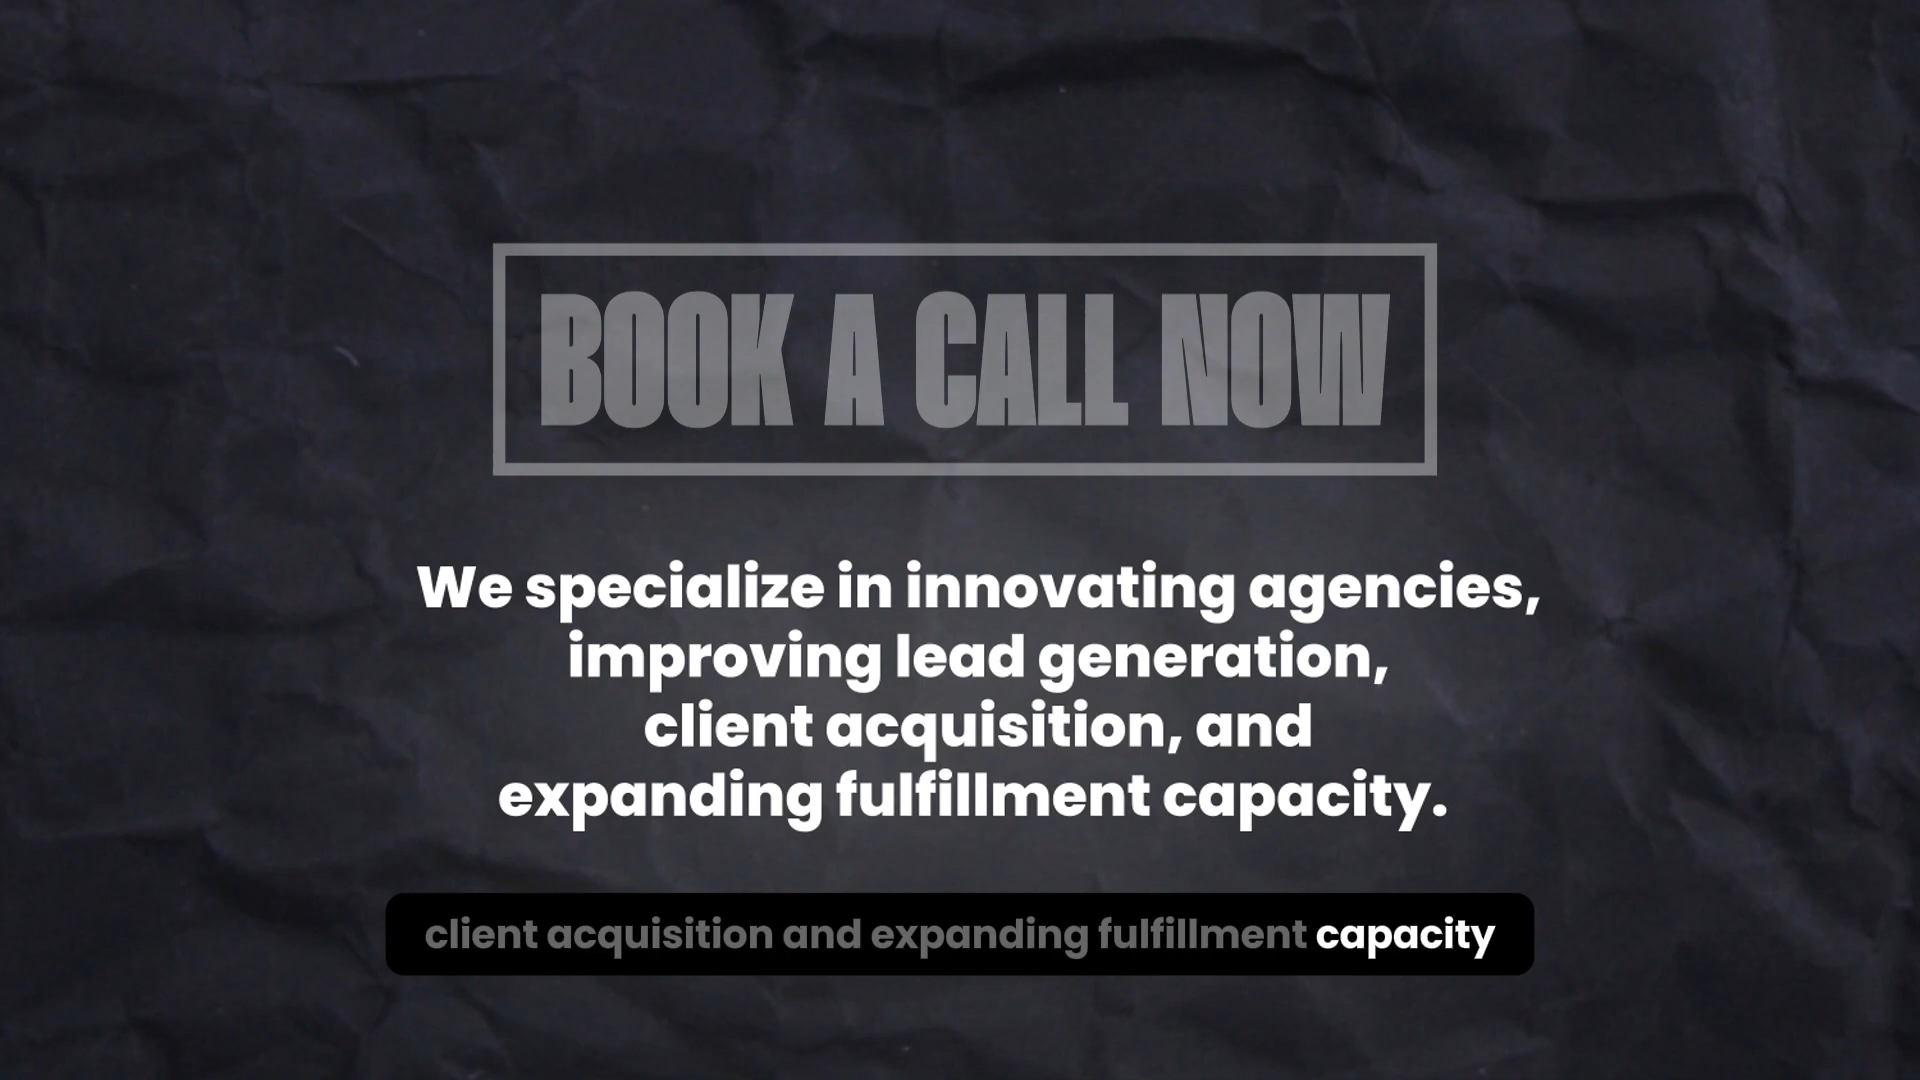 BOOK A CALL NOW
We specialize in innovating agencies,
improving lead generation,
client acquisition, and
expanding fulfillment capacity.
client acquisition and expanding fulfillment capacity